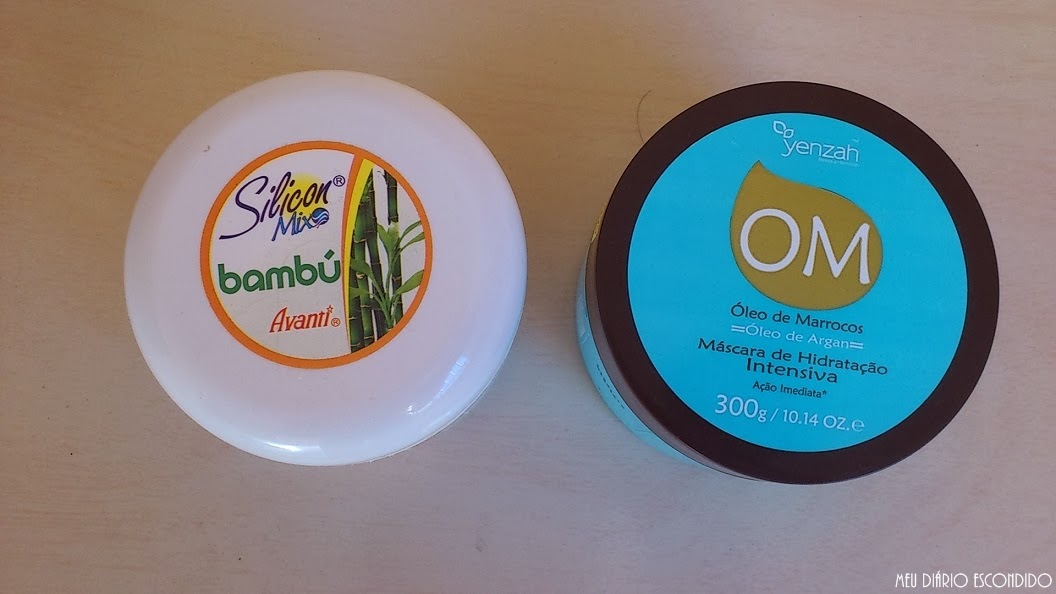 Silicon®
Mix
bambú
Avanti®
yenzah
OM
Óleo de Marrocos
Óleo de Argan
Máscara de Hidratação
Intensiva
Ação Imediata*
300g / 10.14 OZ.℮
MEU DIÁRIO ESCONDIDO